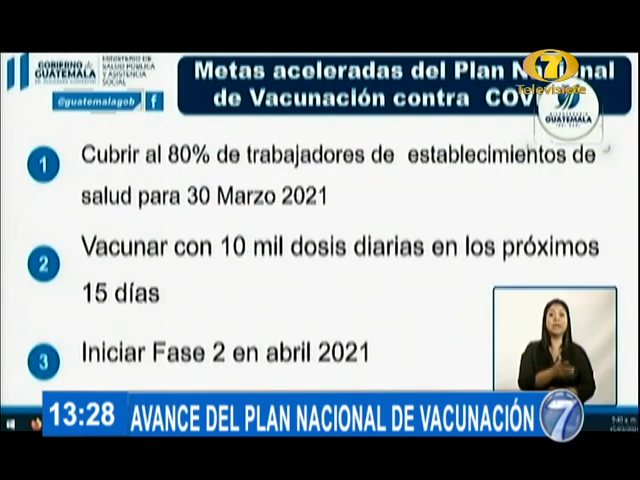 GOBIERNO de
GUATEMALA
MINISTERIO DE
SALUD PÚBLICA
Y ASISTENCIA
SOCIAL
@guatemalagob
f
Metas aceleradas del Plan Nacional
de Vacunación contra COV
7
Televisiete
GUATEMALA
1
Cubrir al 80% de trabajadores de establecimientos de
salud para 30 Marzo 2021
2
Vacunar con 10 mil dosis diarias en los próximos
15 días
3
Iniciar Fase 2 en abril 2021
13:28
AVANCE DEL PLAN NACIONAL DE VACUNACIÓN
7